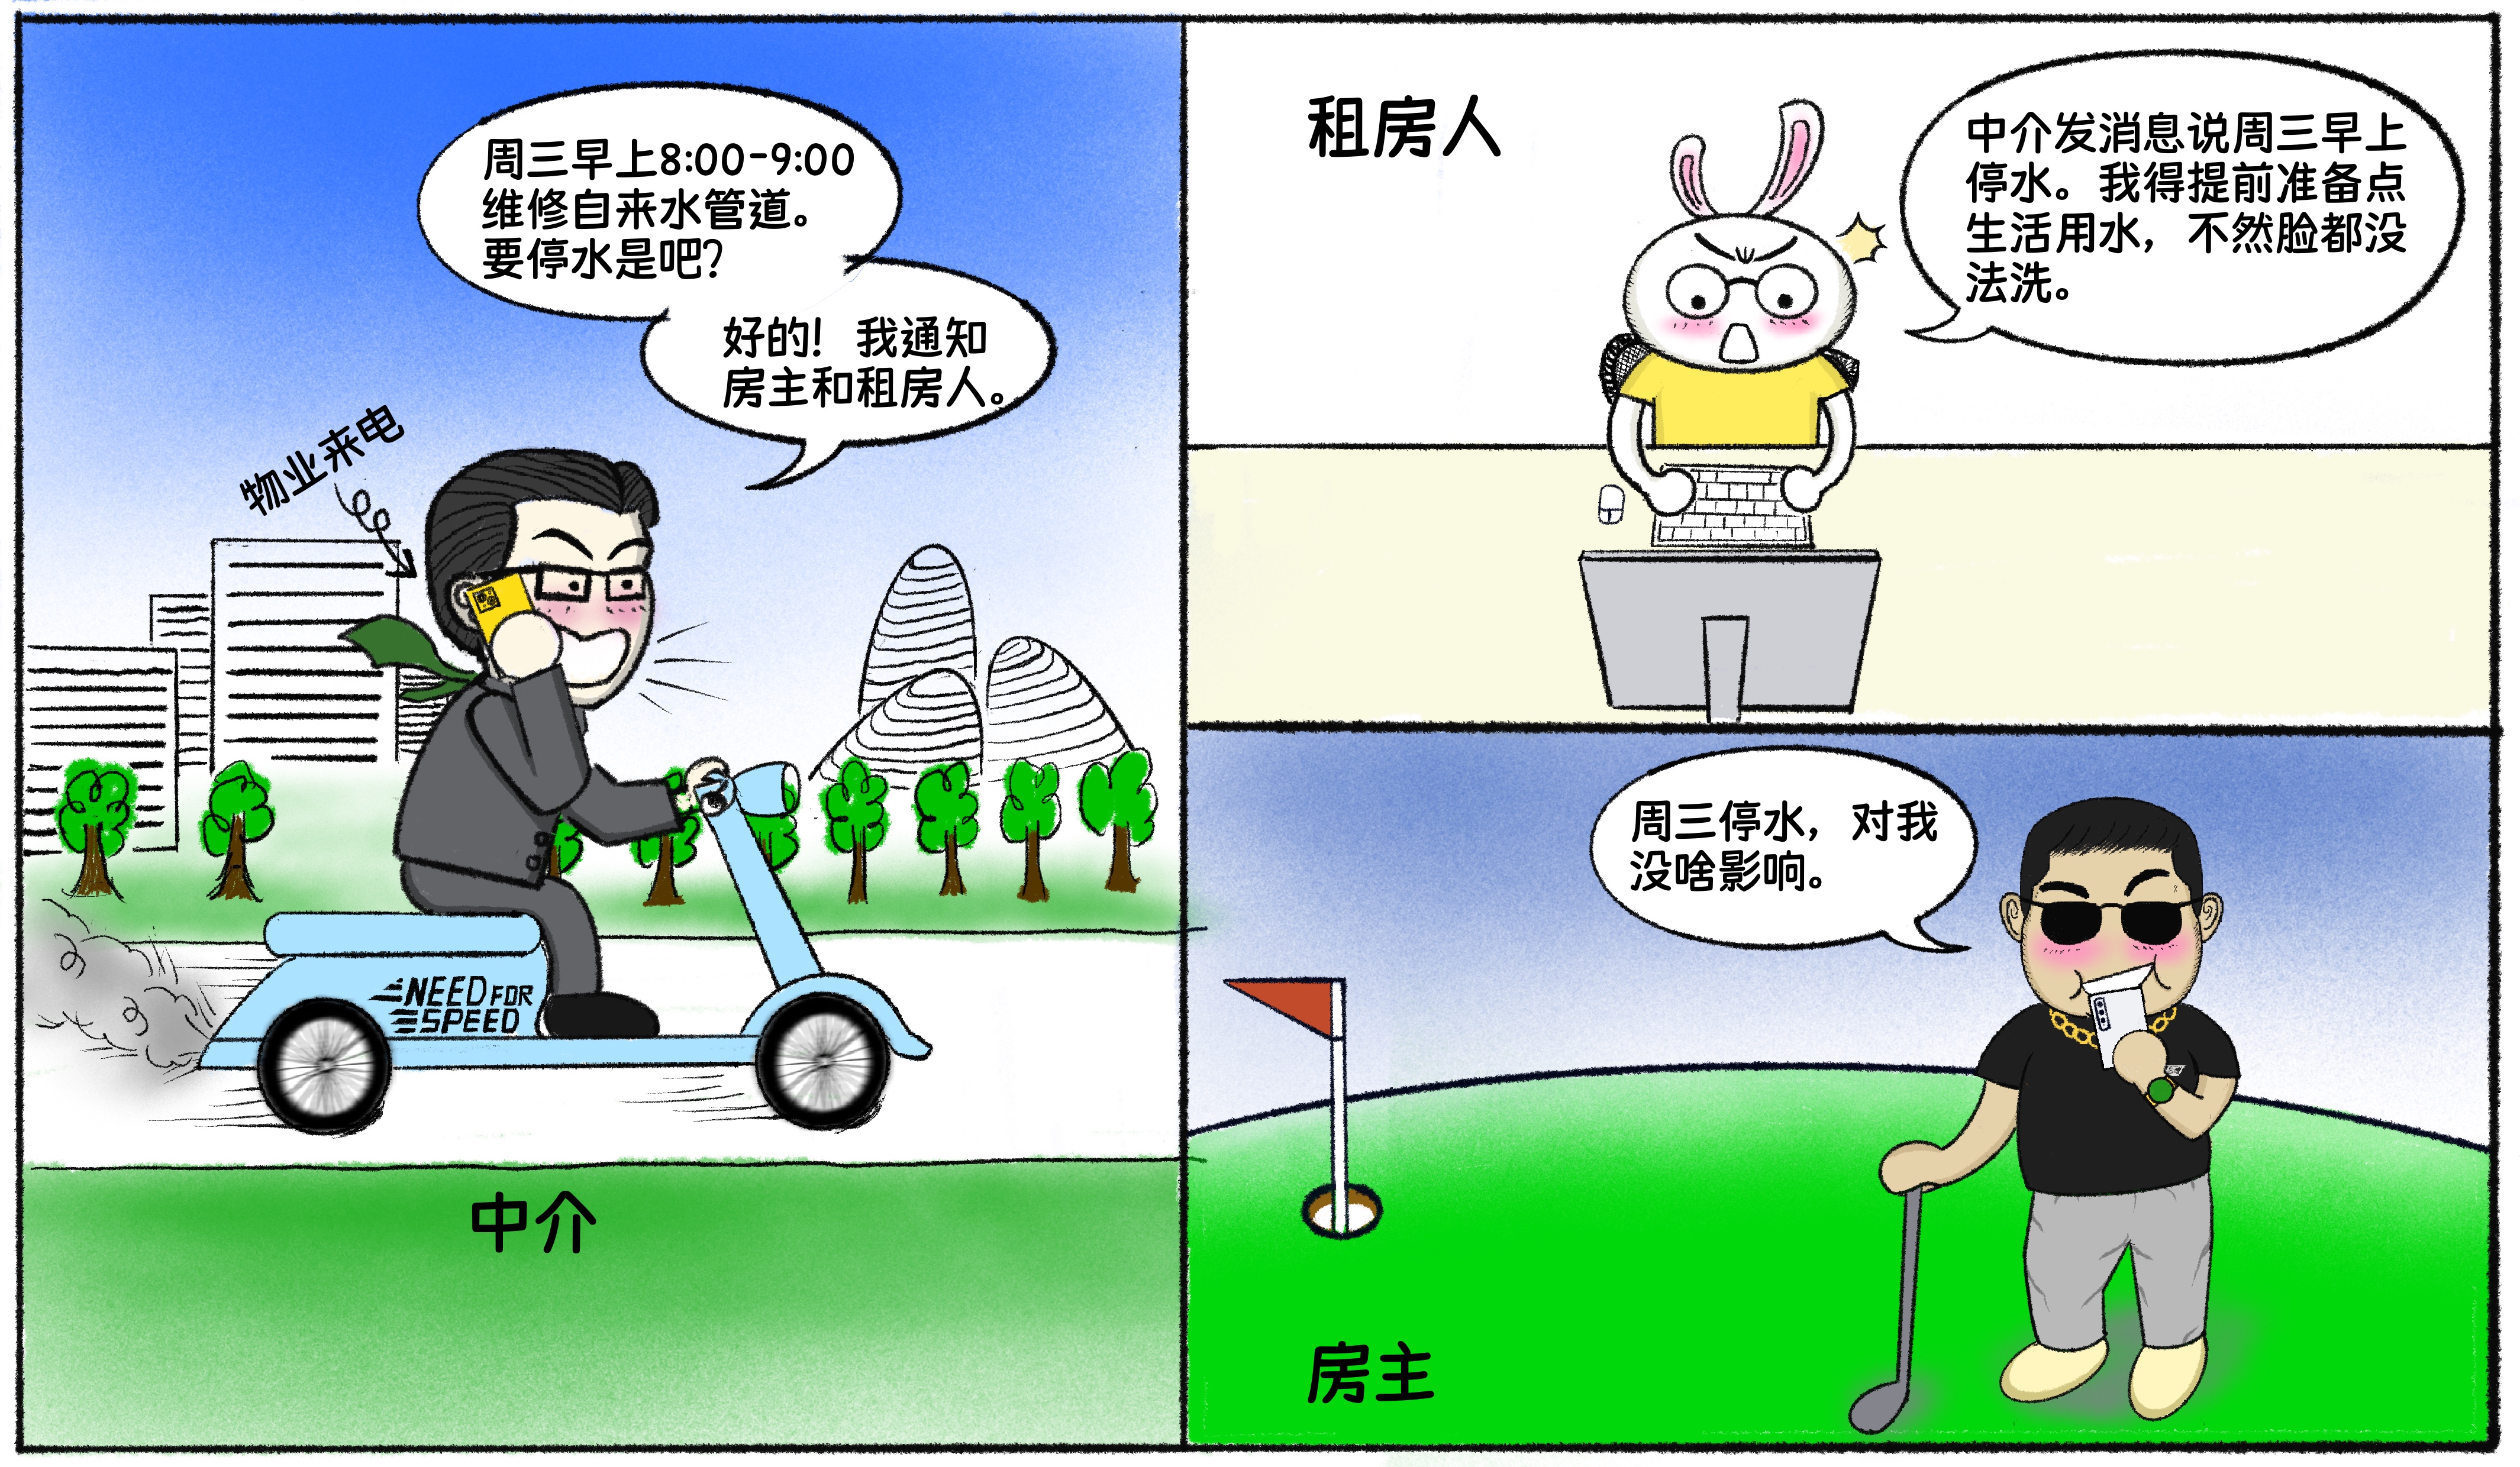 周三早上8:00-9:00
维修自来水管道。
要停水是吧？
好的！我通知
房主和租房人。
物业来电
NEED FOR
SPEED
中介
租房人
中介发消息说周三早上
停水。我得提前准备点
生活用水，不然脸都没
法洗。
周三停水，对我
没啥影响。
房主